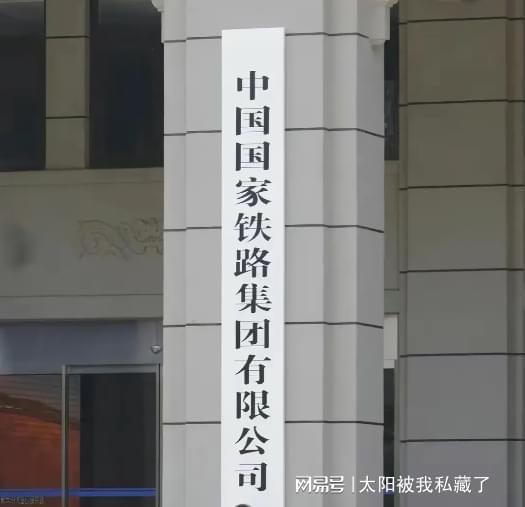 中国国家铁路集团有限公司
网易号 | 太阳被我私藏了